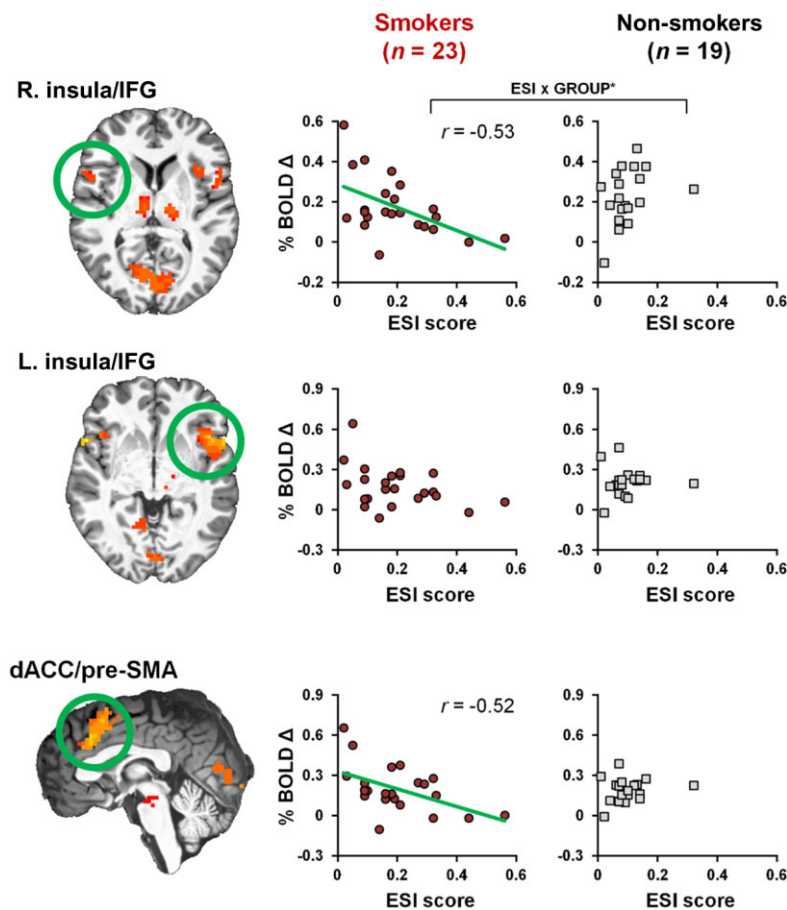 Smokers
(n = 23)
Non-smokers
(n = 19)
R. insula/IFG
ESI x GROUP*
r = -0.53
% BOLD Δ
0.6
0.4
0.2
0
-0.2
0 0.2 0.4 0.6
ESI score
0.6
0.4
0.2
0
-0.2
0 0.2 0.4 0.6
ESI score
L. insula/IFG
% BOLD Δ
0.9
0.6
0.3
0
-0.3
0 0.2 0.4 0.6
ESI score
0.9
0.6
0.3
0
-0.3
0 0.2 0.4 0.6
ESI score
dACC/pre-SMA
r = -0.52
% BOLD Δ
0.9
0.6
0.3
0
-0.3
0 0.2 0.4 0.6
ESI score
0.9
0.6
0.3
0
-0.3
0 0.2 0.4 0.6
ESI score